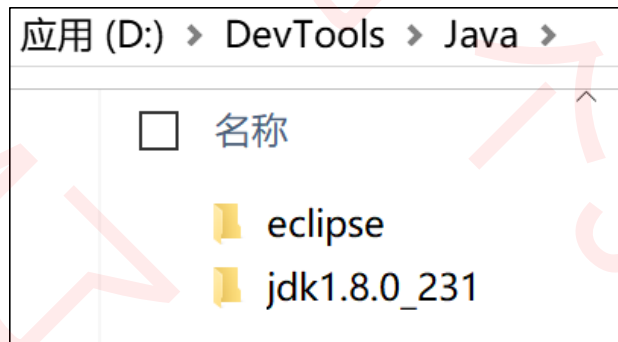 应用 (D:) > DevTools > Java >
名称
eclipse
jdk1.8.0_231